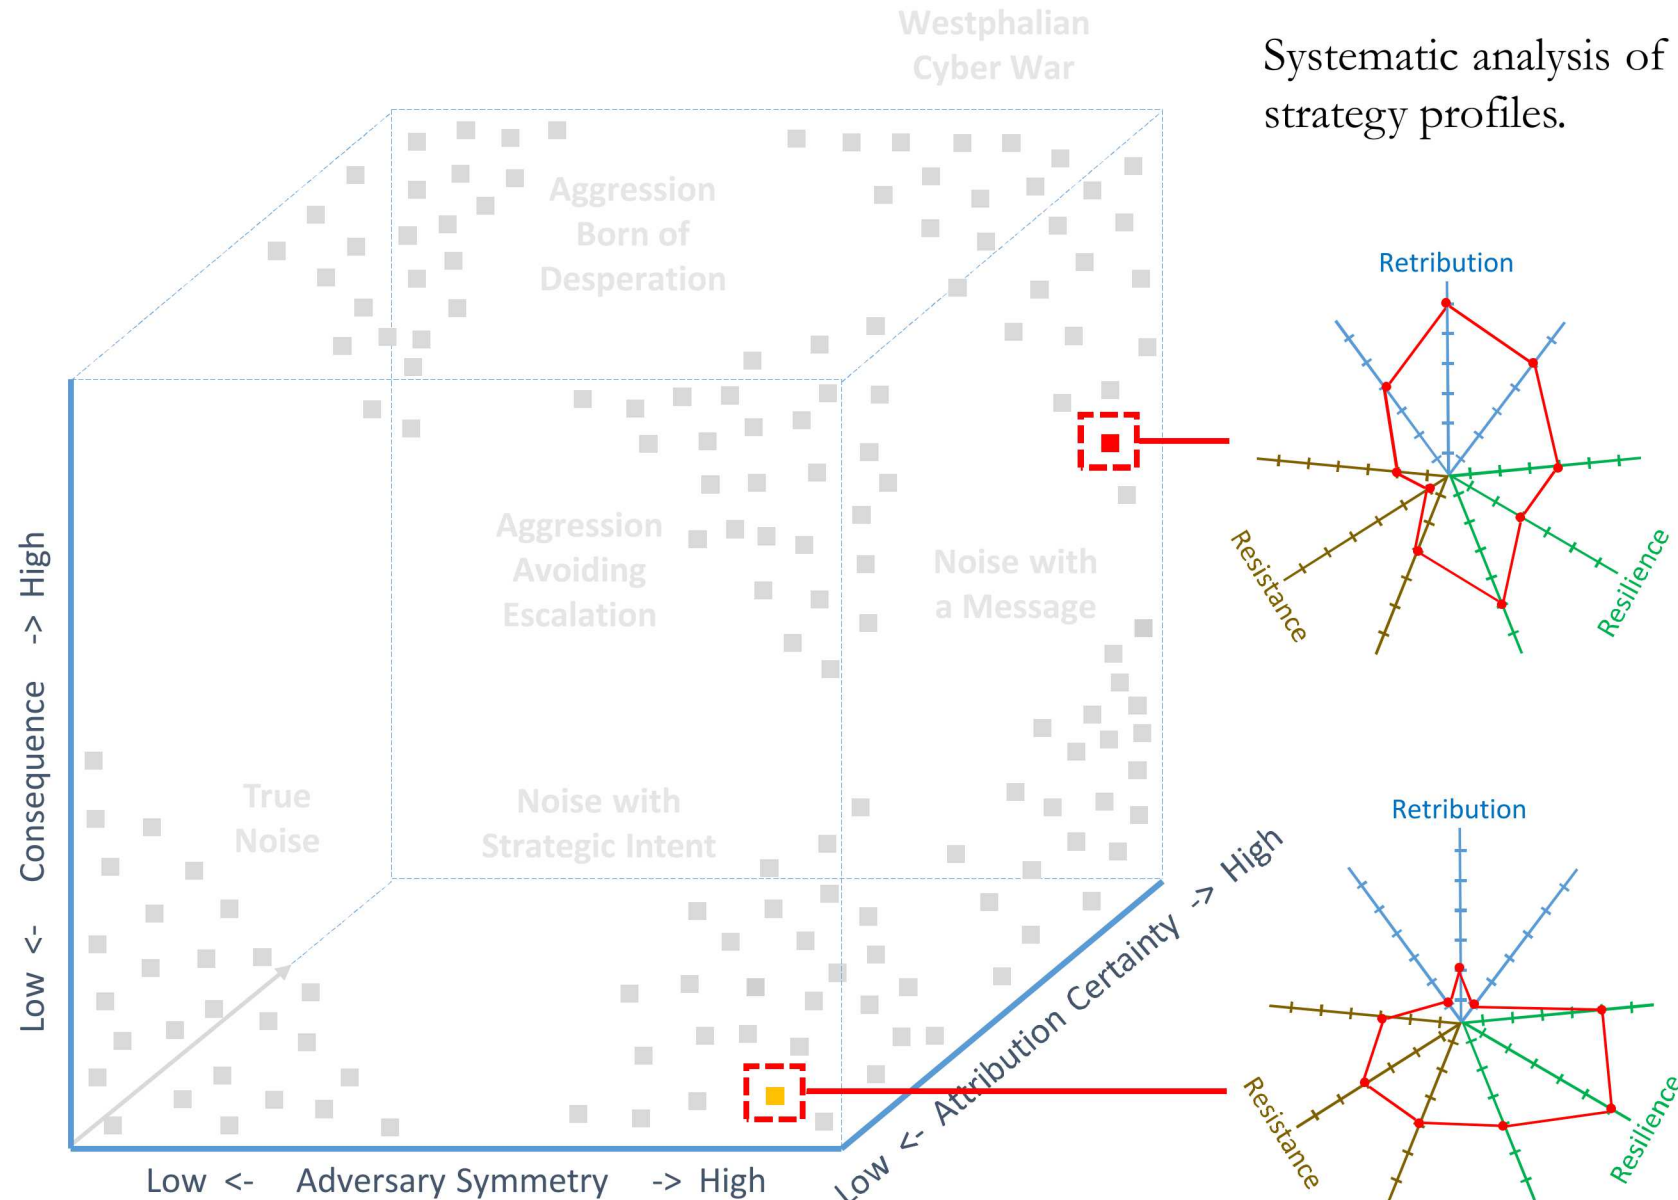 Westphalian
Cyber War
Systematic analysis of
strategy profiles.
Aggression
Born of
Desperation
Retribution
Resistance
Resilience
Aggression
Avoiding
Escalation
Noise with
a Message
True
Noise
Noise with
Strategic Intent
Retribution
Resistance
Resilience
Low <- Consequence -> High
Low <- Adversary Symmetry -> High
Low <- Attribution Certainty -> High